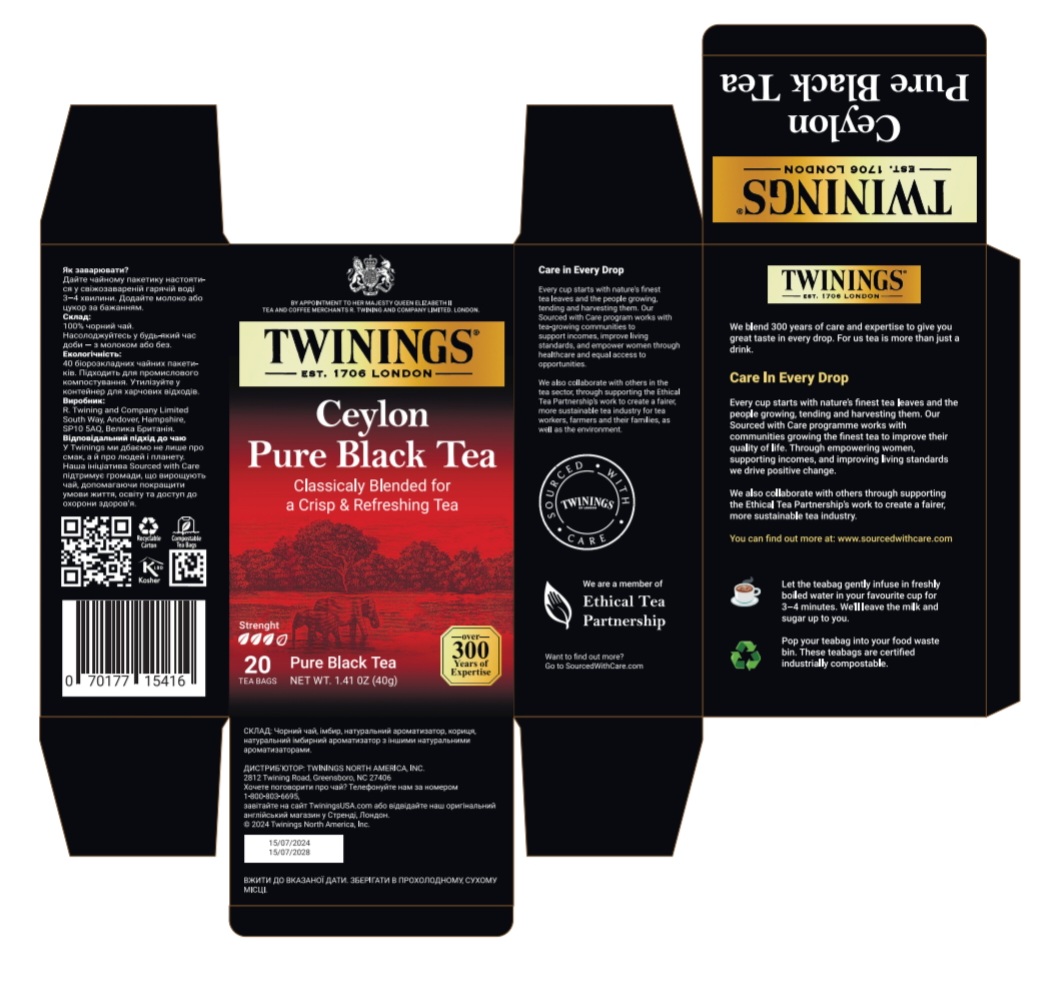 Ceylon
Pure Black Tea
TWININGS®
EST. 1706 LONDON
Як заварювати?
Дайте чайному пакетику настояти-
ся у свіжозавареній гарячій воді
3–4 хвилини. Додайте молоко або
цукор за бажанням.
Склад:
100% чорний чай.
Насолоджуйтесь у будь-який час
доби — з молоком або без.
Екологічність:
40 біорозкладних чайних пакети-
ків. Підходить для промислового
компостування. Утилізуйте у
контейнер для харчових відходів.
Виробник:
R. Twining and Company Limited
South Way, Andover, Hampshire,
SP10 5AQ, Велика Британія.
Відповідальний підхід до чаю
У Twinings ми дбаємо не лише про
смак, а й про людей і планету.
Наша ініціатива Sourced with Care
підтримує громади, що вирощують
чай, допомагаючи покращити
умови життя, освіту та доступ до
охорони здоров'я.
Recyclable
Carton
Compostable
Tea Bags
Kosher
0 70177 15416
BY APPOINTMENT TO HER MAJESTY QUEEN ELIZABETH II
TEA AND COFFEE MERCHANTS R. TWINING AND COMPANY LIMITED. LONDON.
TWININGS®
EST. 1706 LONDON
Ceylon
Pure Black Tea
Classicaly Blended for
a Crisp & Refreshing Tea
Strenght
20
TEA BAGS
Pure Black Tea
NET WT. 1.41 OZ (40g)
over
300
Years of
Expertise
СКЛАД: Чорний чай, імбир, натуральний ароматизатор, кориця,
натуральний імбирний ароматизатор з іншими натуральними
ароматизаторами.
ДИСТРИБ'ЮТОР: TWININGS NORTH AMERICA, INC.
2812 Twining Road, Greensboro, NC 27406
Хочете поговорити про чай? Телефонуйте нам за номером
1-800-803-6695,
завітайте на сайт TwiningsUSA.com або відвідайте наш оригінальний
англійський магазин у Стренді, Лондон.
© 2024 Twinings North America, Inc.
15/07/2024
15/07/2028
ВЖИТИ ДО ВКАЗАНОЇ ДАТИ. ЗБЕРІГАТИ В ПРОХОЛОДНОМУ, СУХОМУ
МІСЦІ.
Care in Every Drop
Every cup starts with nature's finest
tea leaves and the people growing,
tending and harvesting them. Our
Sourced with Care program works with
tea-growing communities to
support incomes, improve living
standards, and empower women through
healthcare and equal access to
opportunities.
We also collaborate with others in the
tea sector, through supporting the Ethical
Tea Partnership's work to create a fairer,
more sustainable tea industry for tea
workers, farmers and their families, as
well as the environment.
SOURCED • WITH • CARE •
TWININGS
We are a member of
Ethical Tea
Partnership
Want to find out more?
Go to SourcedWithCare.com
TWININGS®
EST. 1706 LONDON
We blend 300 years of care and expertise to give you
great taste in every drop. For us tea is more than just a
drink.
Care In Every Drop
Every cup starts with nature's finest tea leaves and the
people growing, tending and harvesting them. Our
Sourced with Care programme works with
communities growing the finest tea to improve their
quality of life. Through empowering women,
supporting incomes, and improving living standards
we drive positive change.
We also collaborate with others through supporting
the Ethical Tea Partnership's work to create a fairer,
more sustainable tea industry.
You can find out more at: www.sourcedwithcare.com
Let the teabag gently infuse in freshly
boiled water in your favourite cup for
3–4 minutes. We'll leave the milk and
sugar up to you.
Pop your teabag into your food waste
bin. These teabags are certified
industrially compostable.